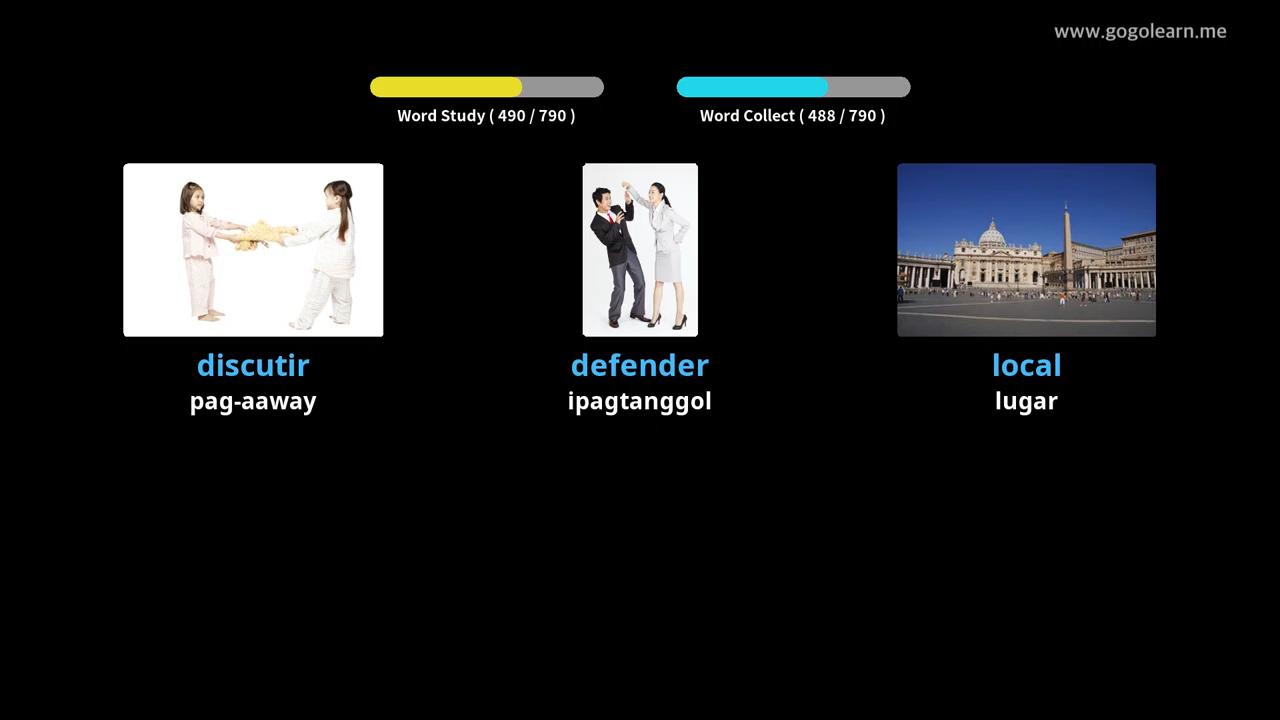 www.gogolearn.me
Word Study ( 490 / 790 )
Word Collect ( 488 / 790 )
discutir
pag-aaway
defender
ipagtanggol
local
lugar